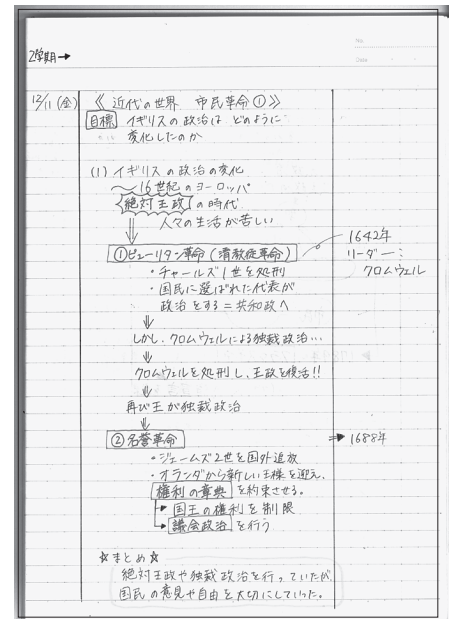 No.
Date
2学期→
12/11(金)
《 近代の世界 市民革命① 》
目標 イギリスの政治は どのように
変化したのか
(1) イギリスの政治の変化
〜16世紀のヨーロッパ
絶対王政の時代
人々の生活が苦しい
①ピューリタン革命(清教徒革命)
1642年
リーダー…
クロムウェル
・チャールズ1世を処刑
・国民に選ばれた代表が
政治をする=共和政へ
しかし、クロムウェルによる独裁政治…
クロムウェルを処刑し、王政を復活!!
再び王が独裁政治
②名誉革命
⇒1688年
・ジェームズ2世を国外追放
・オランダから新しい王様を迎え、
権利の章典を約束させる。
→国王の権利を制限
→議会政治を行う
☆まとめ☆
絶対王政や独裁政治を行っていたが
国民の意見や自由を大切にしていった。